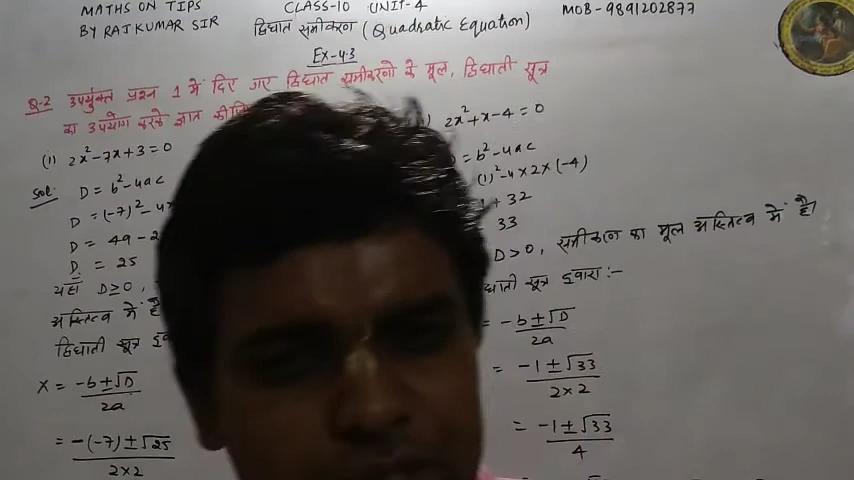 MATHS ON TIPS
BY RAJKUMAR SIR
CLASS-10 UNIT-4
द्विघात समीकरण (Quadratic Equation)
MOB-9891202877
Ex-4.3
Q-2 उपर्युक्त प्रश्न 1 में दिए गए द्विघात समीकरणों के मूल, द्विघाती सूत्र
का उपयोग करके ज्ञात
(i) 2x²-7x+3=0
Sol: D = b²-4ac
D = (-7)²-4×
D = 49-2
D = 25
यहाँ D≥0,
अस्तित्व में
द्विघाती सूत्र
x = -b±√D / 2a
= -(-7)±√25 / 2×2
2x²+x-4=0
= b²-4ac
(1)²-4×2×(-4)
+ 32
33
D>0, समीकरण का मूल अस्तित्व में है।
घाती सूत्र द्वारा:-
= -b±√D / 2a
= -1±√33 / 2×2
= -1±√33 / 4